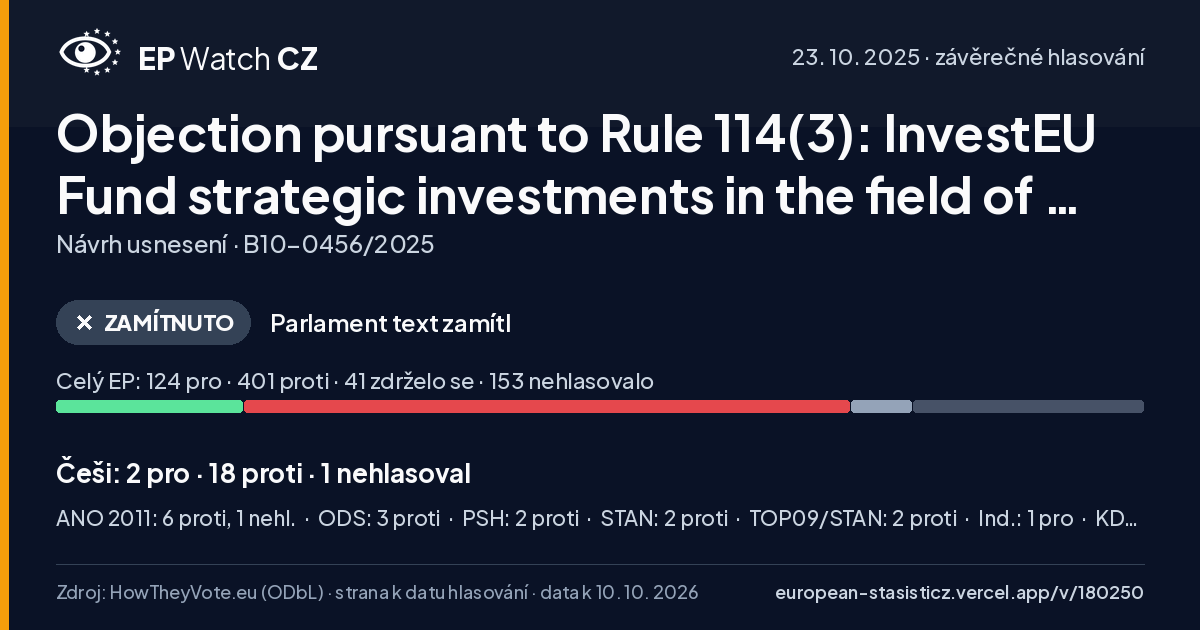 EP Watch CZ
23. 10. 2025 · závěrečné hlasování
Objection pursuant to Rule 114(3): InvestEU
Fund strategic investments in the field of …
Návrh usnesení · B10-0456/2025
✕ ZAMÍTNUTO
Parlament text zamítl
Celý EP: 124 pro · 401 proti · 41 zdrželo se · 153 nehlasovalo
Češi: 2 pro · 18 proti · 1 nehlasoval
ANO 2011: 6 proti, 1 nehl. · ODS: 3 proti · PSH: 2 proti · STAN: 2 proti · TOP09/STAN: 2 proti · Ind.: 1 pro · KD…
Zdroj: HowTheyVote.eu (ODbL) · strana k datu hlasování · data k 10. 10. 2026
european-stasisticz.vercel.app/v/180250